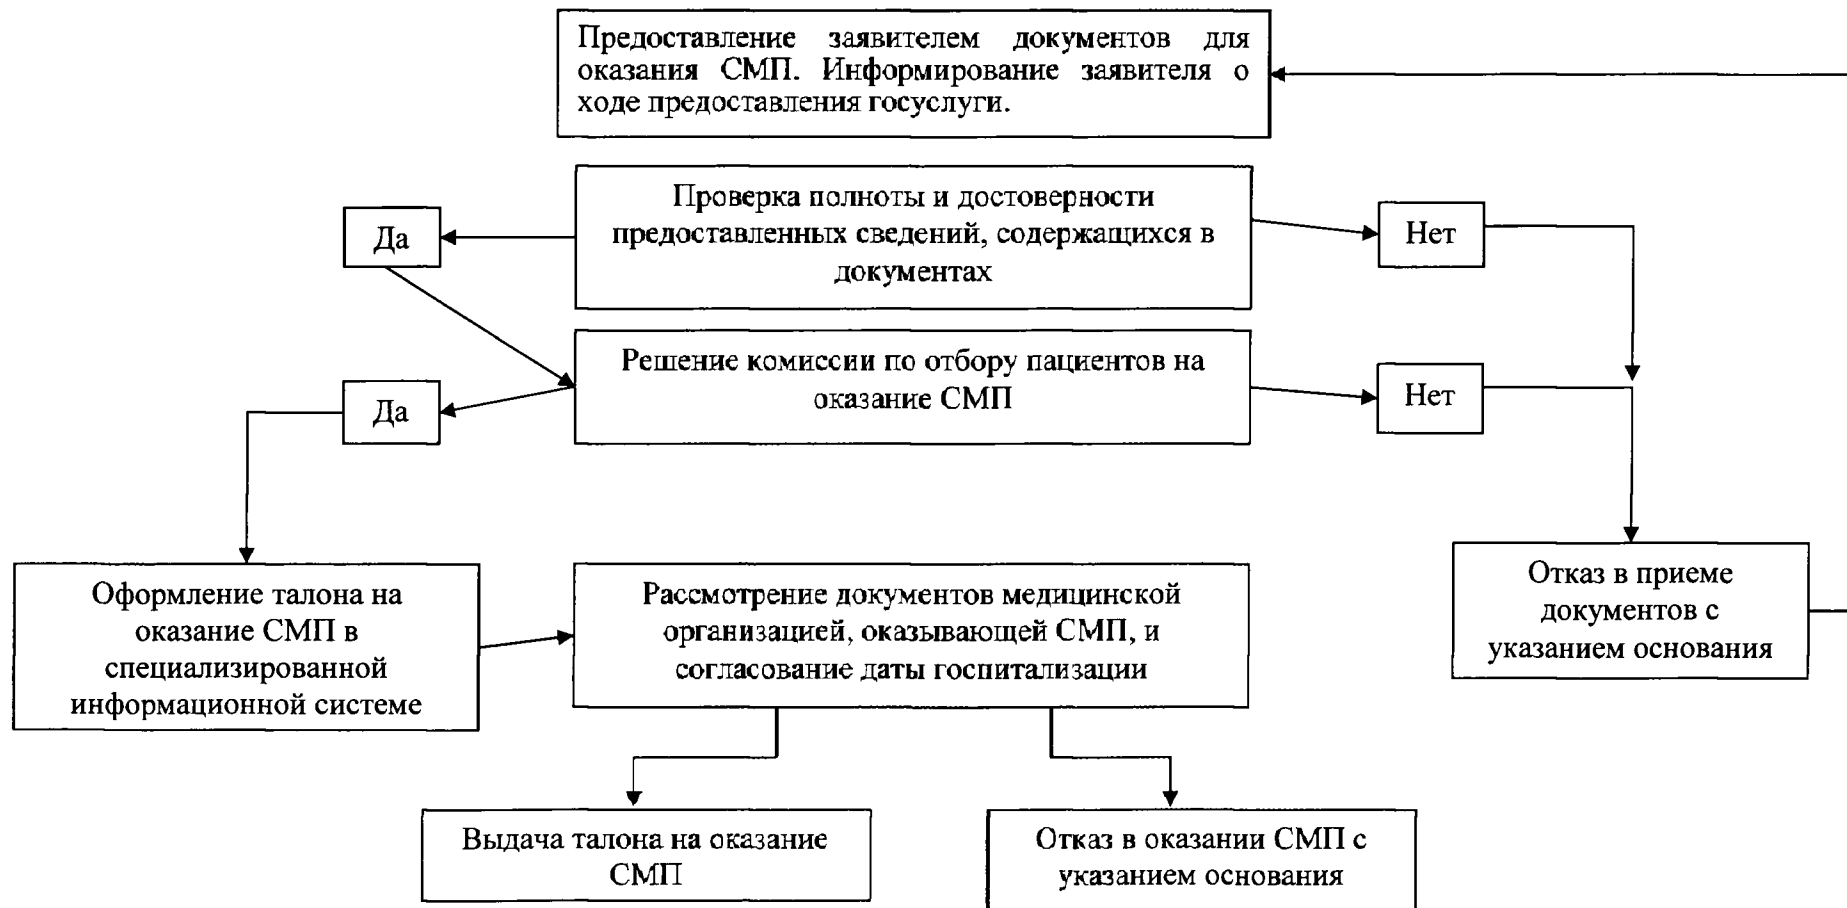 Предоставление заявителем документов для
оказания СМП. Информирование заявителя о
ходе предоставления госуслуги.
Проверка полноты и достоверности
предоставленных сведений, содержащихся в
документах
Да
Нет
Решение комиссии по отбору пациентов на
оказание СМП
Да
Нет
Оформление талона на
оказание СМП в
специализированной
информационной системе
Рассмотрение документов медицинской
организацией, оказывающей СМП, и
согласование даты госпитализации
Отказ в приеме
документов с
указанием основания
Выдача талона на оказание
СМП
Отказ в оказании СМП с
указанием основания